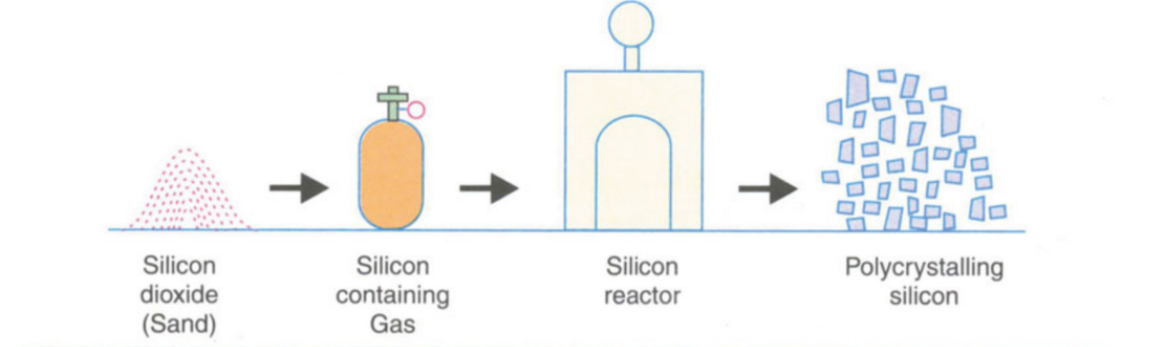 Silicon
dioxide
(Sand)
Silicon
containing
Gas
Silicon
reactor
Polycrystalling
silicon